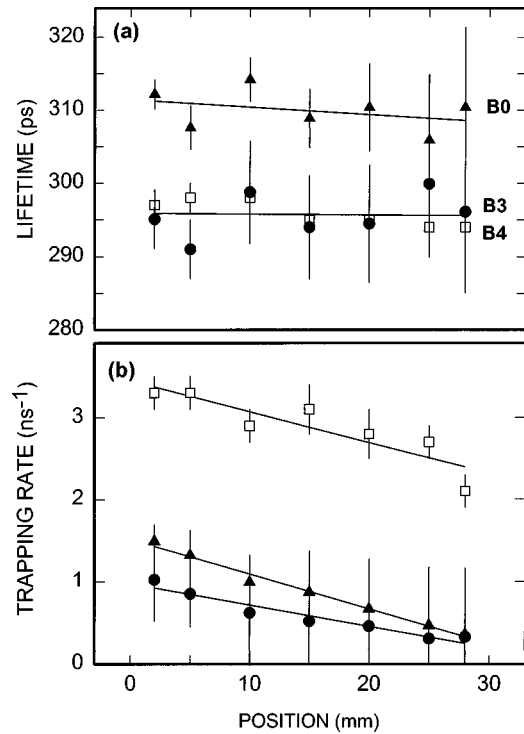 (a)
320
310
300
290
280
LIFETIME (ps)
B0
B3
B4
(b)
3
2
1
0
TRAPPING RATE (ns⁻¹)
0 10 20 30
POSITION (mm)